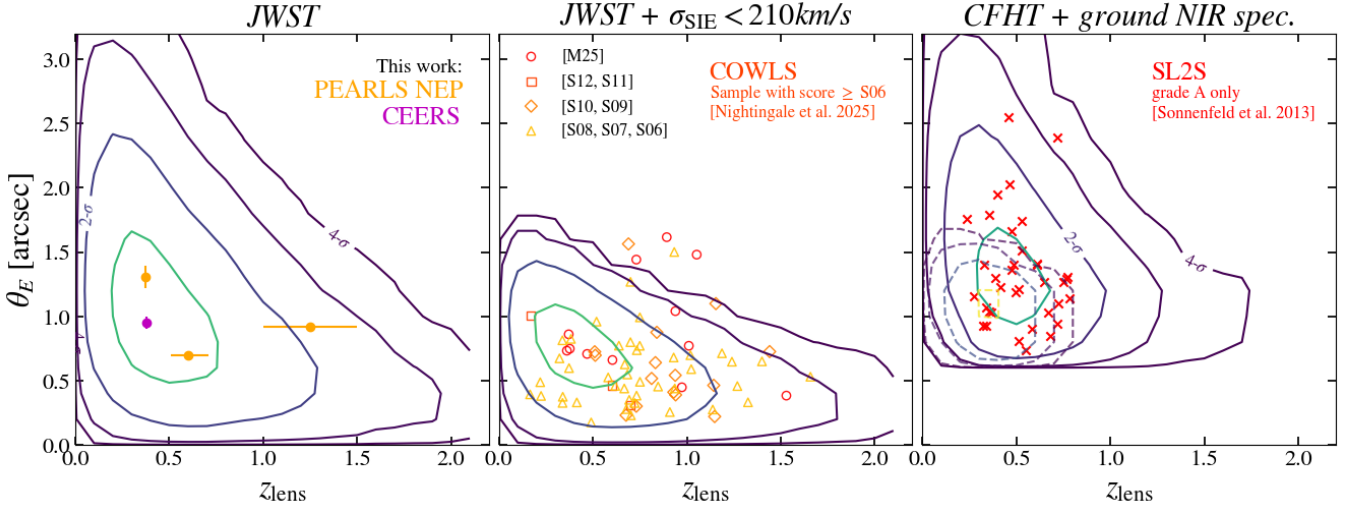 JWST
JWST + σSIE < 210km/s
CFHT + ground NIR spec.
This work:
PEARLS NEP
CEERS
[M25]
[S12, S11]
[S10, S09]
[S08, S07, S06]
COWLS
Sample with score ≥ S06
[Nightingale et al. 2025]
SL2S
grade A only
[Sonnenfeld et al. 2013]
2-σ
4-σ
2-σ
4-σ
θE [arcsec]
3.0
2.5
2.0
1.5
1.0
0.5
0.0
0.0 0.5 1.0 1.5 2.0
0.0 0.5 1.0 1.5 2.0
0.0 0.5 1.0 1.5 2.0
zlens
zlens
zlens